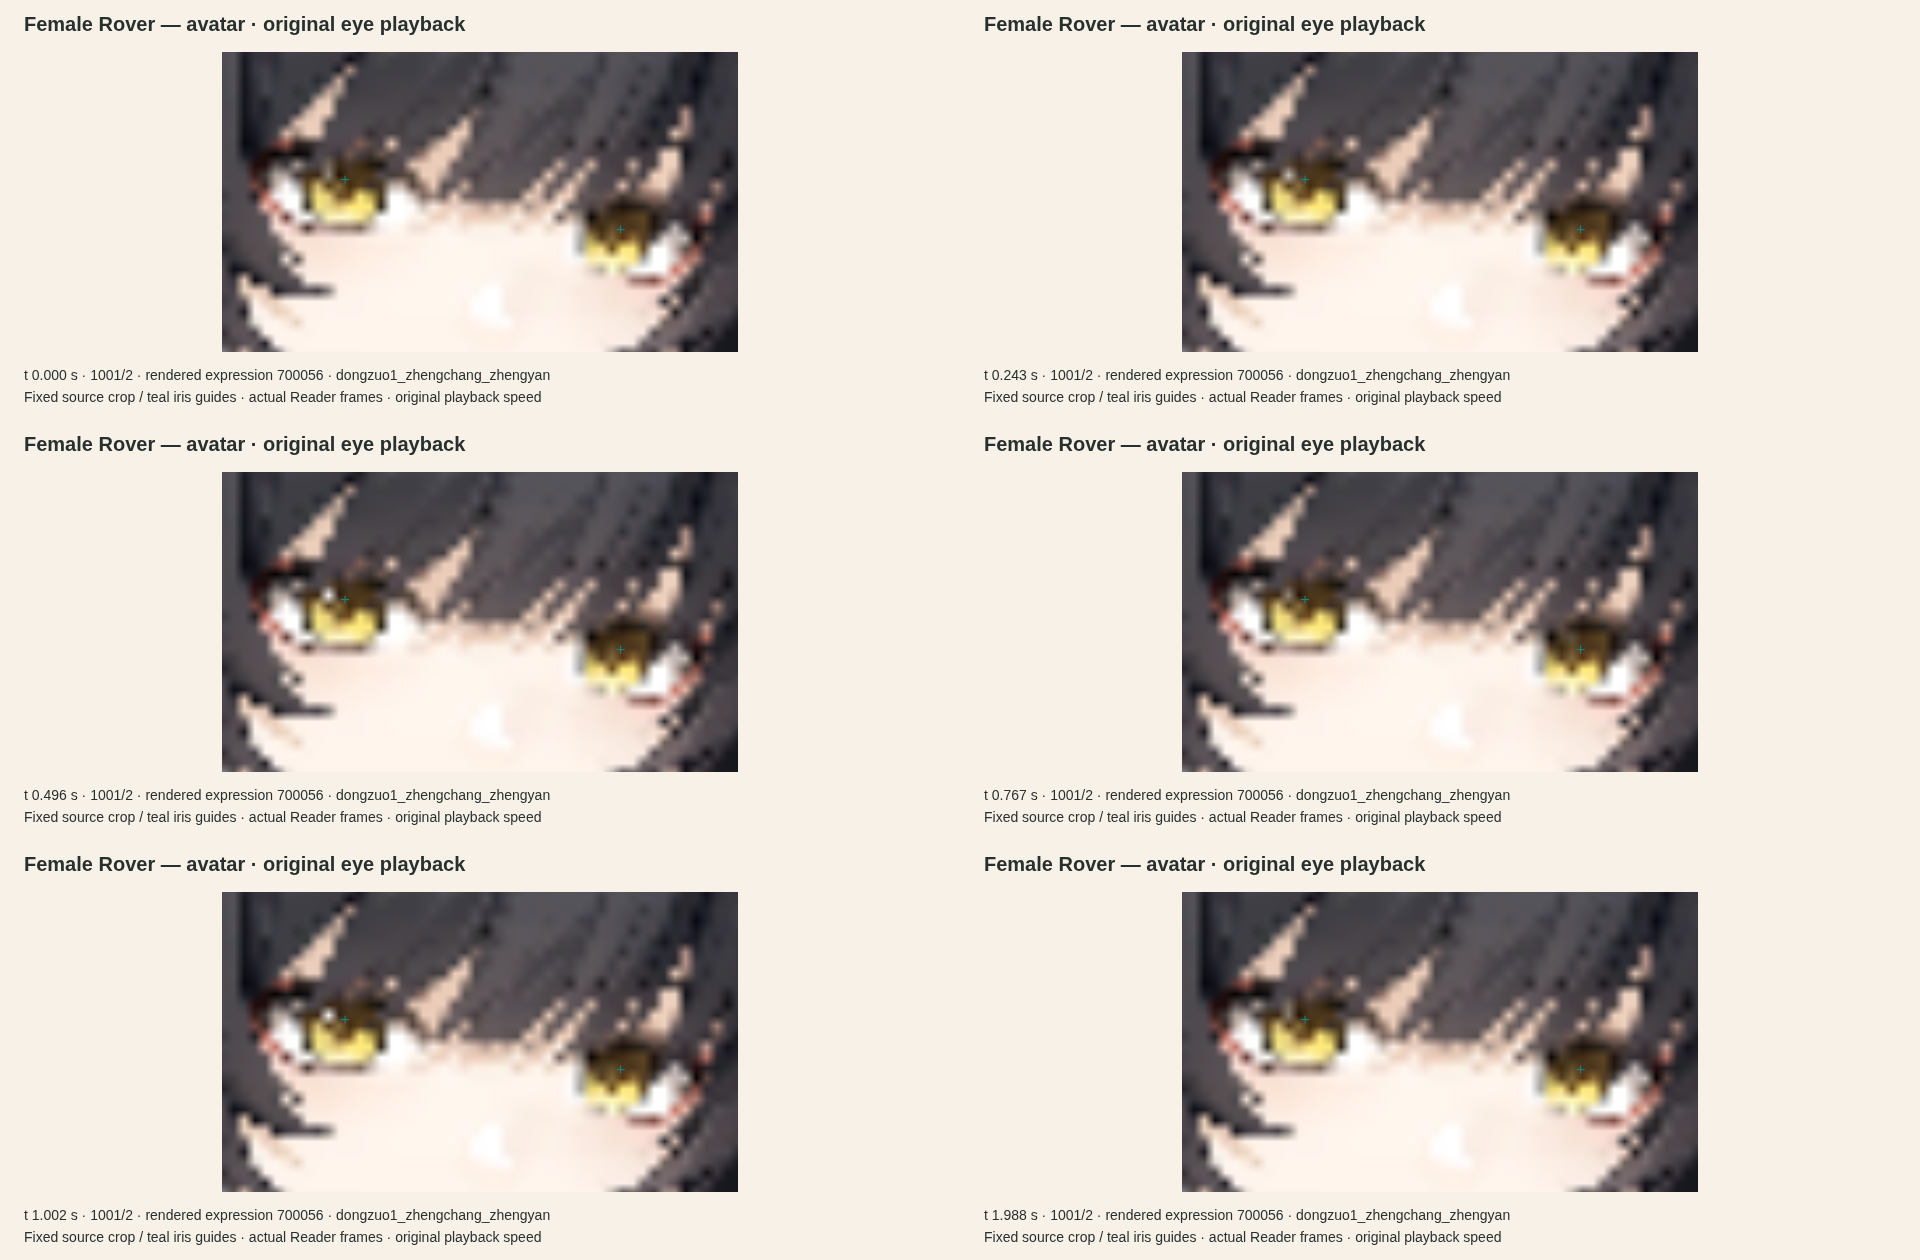 Female Rover — avatar · original eye playback
t 0.000 s · 1001/2 · rendered expression 700056 · dongzuo1_zhengchang_zhengyan
Fixed source crop / teal iris guides · actual Reader frames · original playback speed
Female Rover — avatar · original eye playback
t 0.243 s · 1001/2 · rendered expression 700056 · dongzuo1_zhengchang_zhengyan
Fixed source crop / teal iris guides · actual Reader frames · original playback speed
Female Rover — avatar · original eye playback
t 0.496 s · 1001/2 · rendered expression 700056 · dongzuo1_zhengchang_zhengyan
Fixed source crop / teal iris guides · actual Reader frames · original playback speed
Female Rover — avatar · original eye playback
t 0.767 s · 1001/2 · rendered expression 700056 · dongzuo1_zhengchang_zhengyan
Fixed source crop / teal iris guides · actual Reader frames · original playback speed
Female Rover — avatar · original eye playback
t 1.002 s · 1001/2 · rendered expression 700056 · dongzuo1_zhengchang_zhengyan
Fixed source crop / teal iris guides · actual Reader frames · original playback speed
Female Rover — avatar · original eye playback
t 1.988 s · 1001/2 · rendered expression 700056 · dongzuo1_zhengchang_zhengyan
Fixed source crop / teal iris guides · actual Reader frames · original playback speed